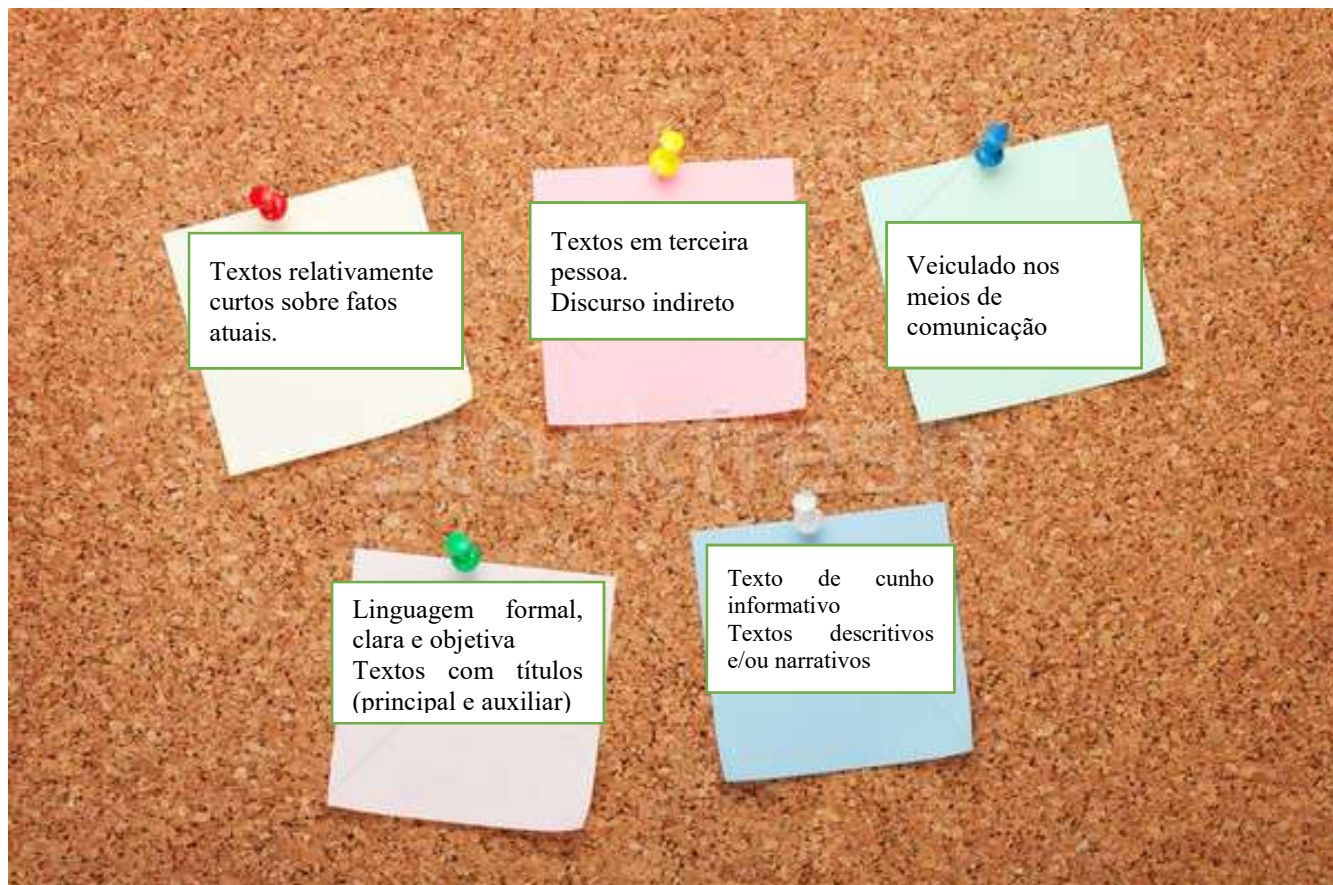 Textos relativamente
curtos sobre fatos
atuais.
Textos em terceira
pessoa.
Discurso indireto
Veiculado nos
meios de
comunicação
Linguagem formal,
clara e objetiva
Textos com títulos
(principal e auxiliar)
Texto de cunho
informativo
Textos descritivos
e/ou narrativos
stockfresh